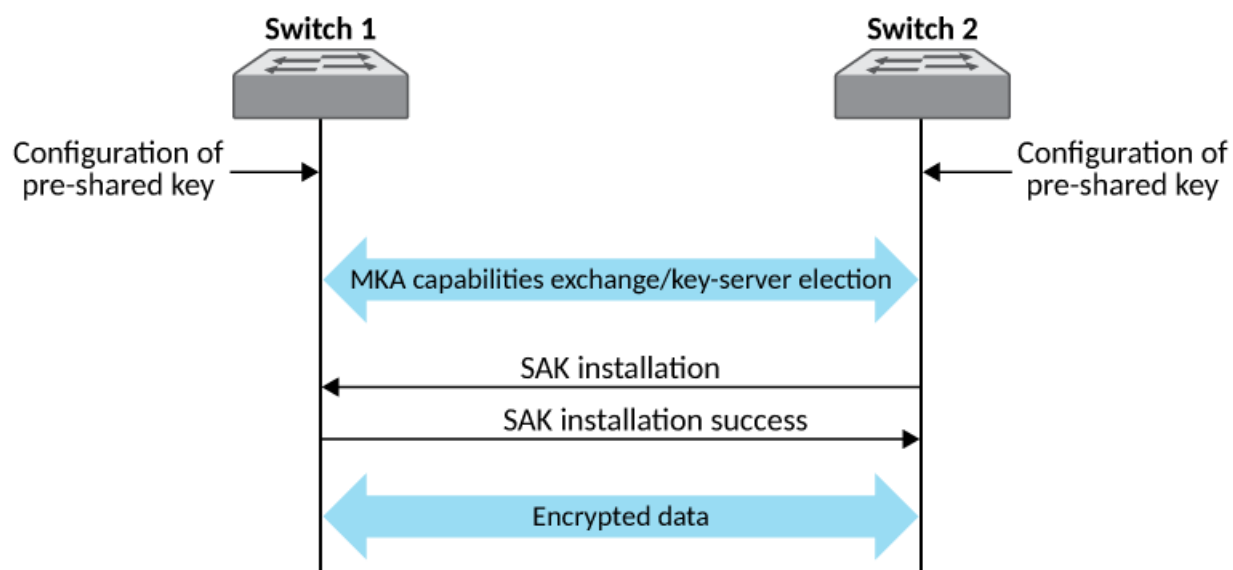 Switch 1
Switch 2
Configuration of
pre-shared key
Configuration of
pre-shared key
MKA capabilities exchange/key-server election
SAK installation
SAK installation success
Encrypted data